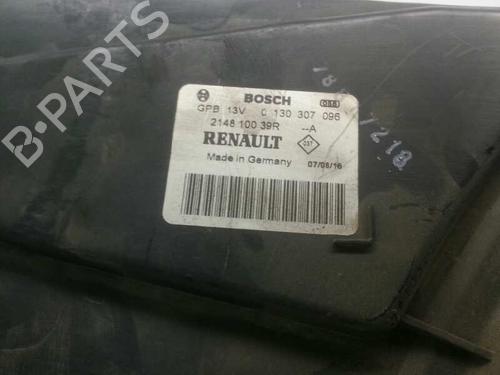 BOSCH
GPB 13V 0 130 307 096
2148 100 39R --A
RENAULT
Made in Germany 07/08/16
B-PARTS